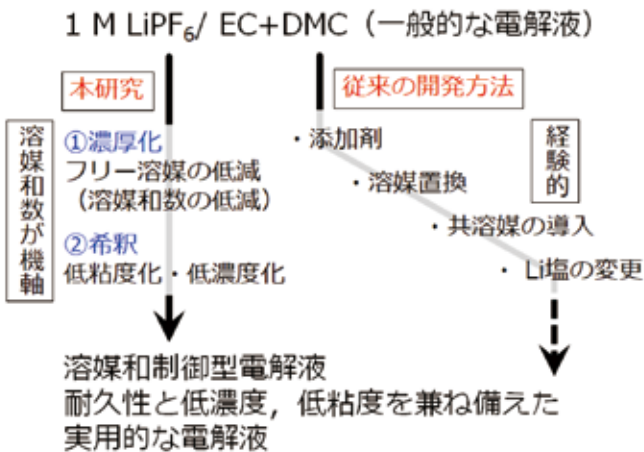 1 M LiPF₆/ EC+DMC（一般的な電解液）
本研究
従来の開発方法
溶媒和数が機軸
①濃厚化
フリー溶媒の低減
（溶媒和数の低減）
②希釈
低粘度化・低濃度化
・添加剤
・溶媒置換
・共溶媒の導入
・Li塩の変更
経験的
溶媒和制御型電解液
耐久性と低濃度，低粘度を兼ね備えた
実用的な電解液